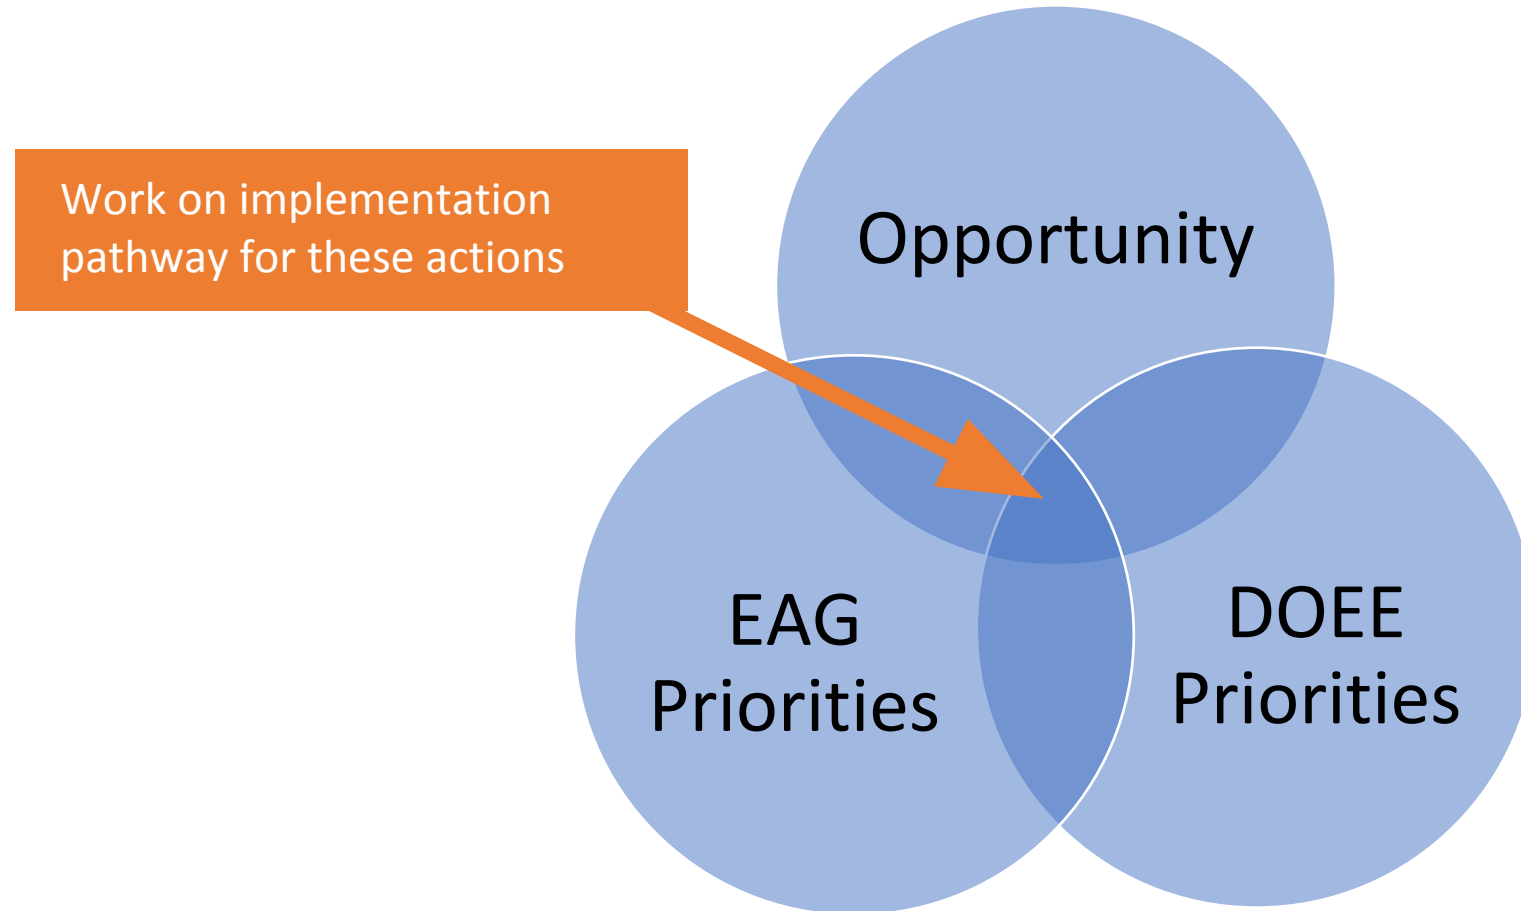 Work on implementation
pathway for these actions
Opportunity
EAG
Priorities
DOEE
Priorities